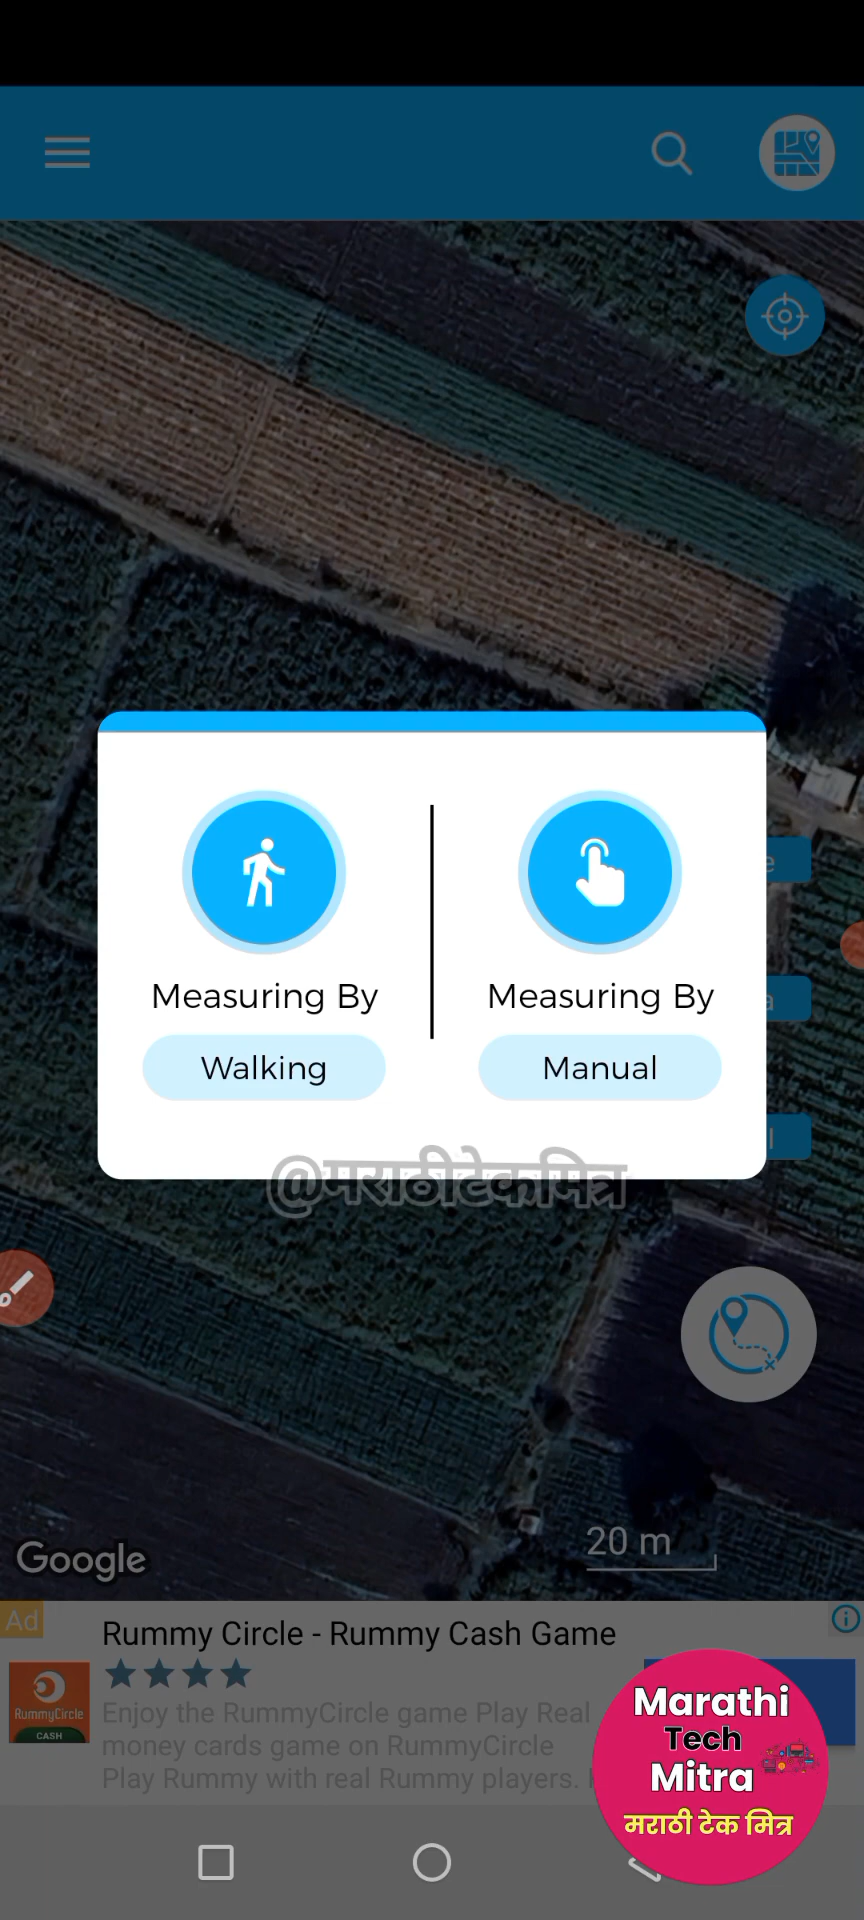 Measuring By
Walking
Measuring By
Manual
@मराठीटेकमित्र
Google
20 m
Ad
Rummy Circle - Rummy Cash Game
RummyCircle
CASH
Enjoy the RummyCircle game Play Real
money cards game on RummyCircle
Play Rummy with real Rummy players.
Marathi
Tech
Mitra
मराठी टेक मित्र